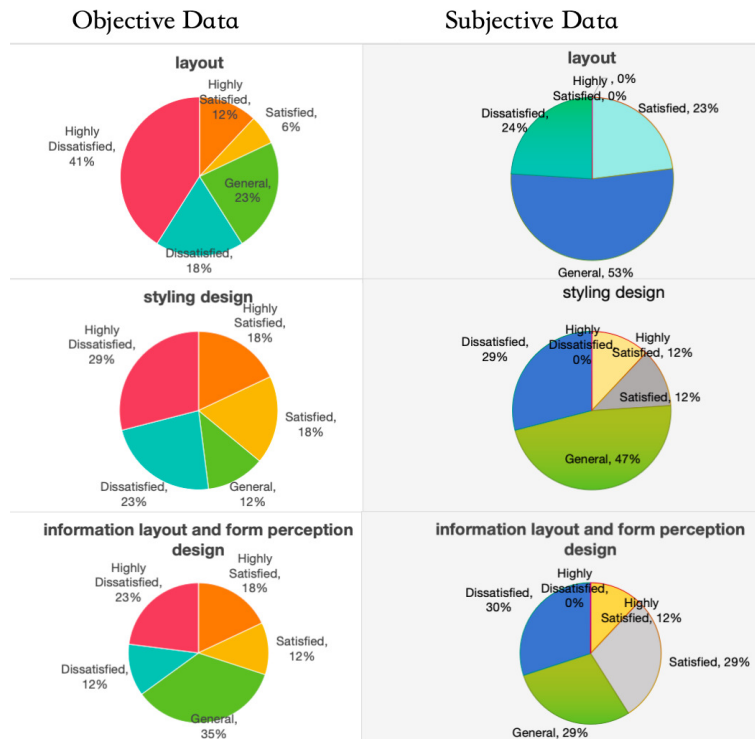 Objective Data
Subjective Data
layout
Highly
Satisfied,
12%
Satisfied,
6%
General,
23%
Dissatisfied,
18%
Highly
Dissatisfied,
41%
layout
Highly , 0%
Satisfied, 0%
Satisfied, 23%
General, 53%
Dissatisfied,
24%
styling design
Highly
Satisfied,
18%
Satisfied,
18%
General,
12%
Dissatisfied,
23%
Highly
Dissatisfied,
29%
styling design
Highly
Satisfied, 12%
Satisfied, 12%
General, 47%
Dissatisfied,
29%
Highly
Dissatisfied,
0%
information layout and form perception
design
Highly
Satisfied,
18%
Satisfied,
12%
General,
35%
Dissatisfied,
12%
Highly
Dissatisfied,
23%
information layout and form perception
design
Highly
Satisfied, 12%
Satisfied, 29%
General, 29%
Dissatisfied,
30%
Highly
Dissatisfied,
0%